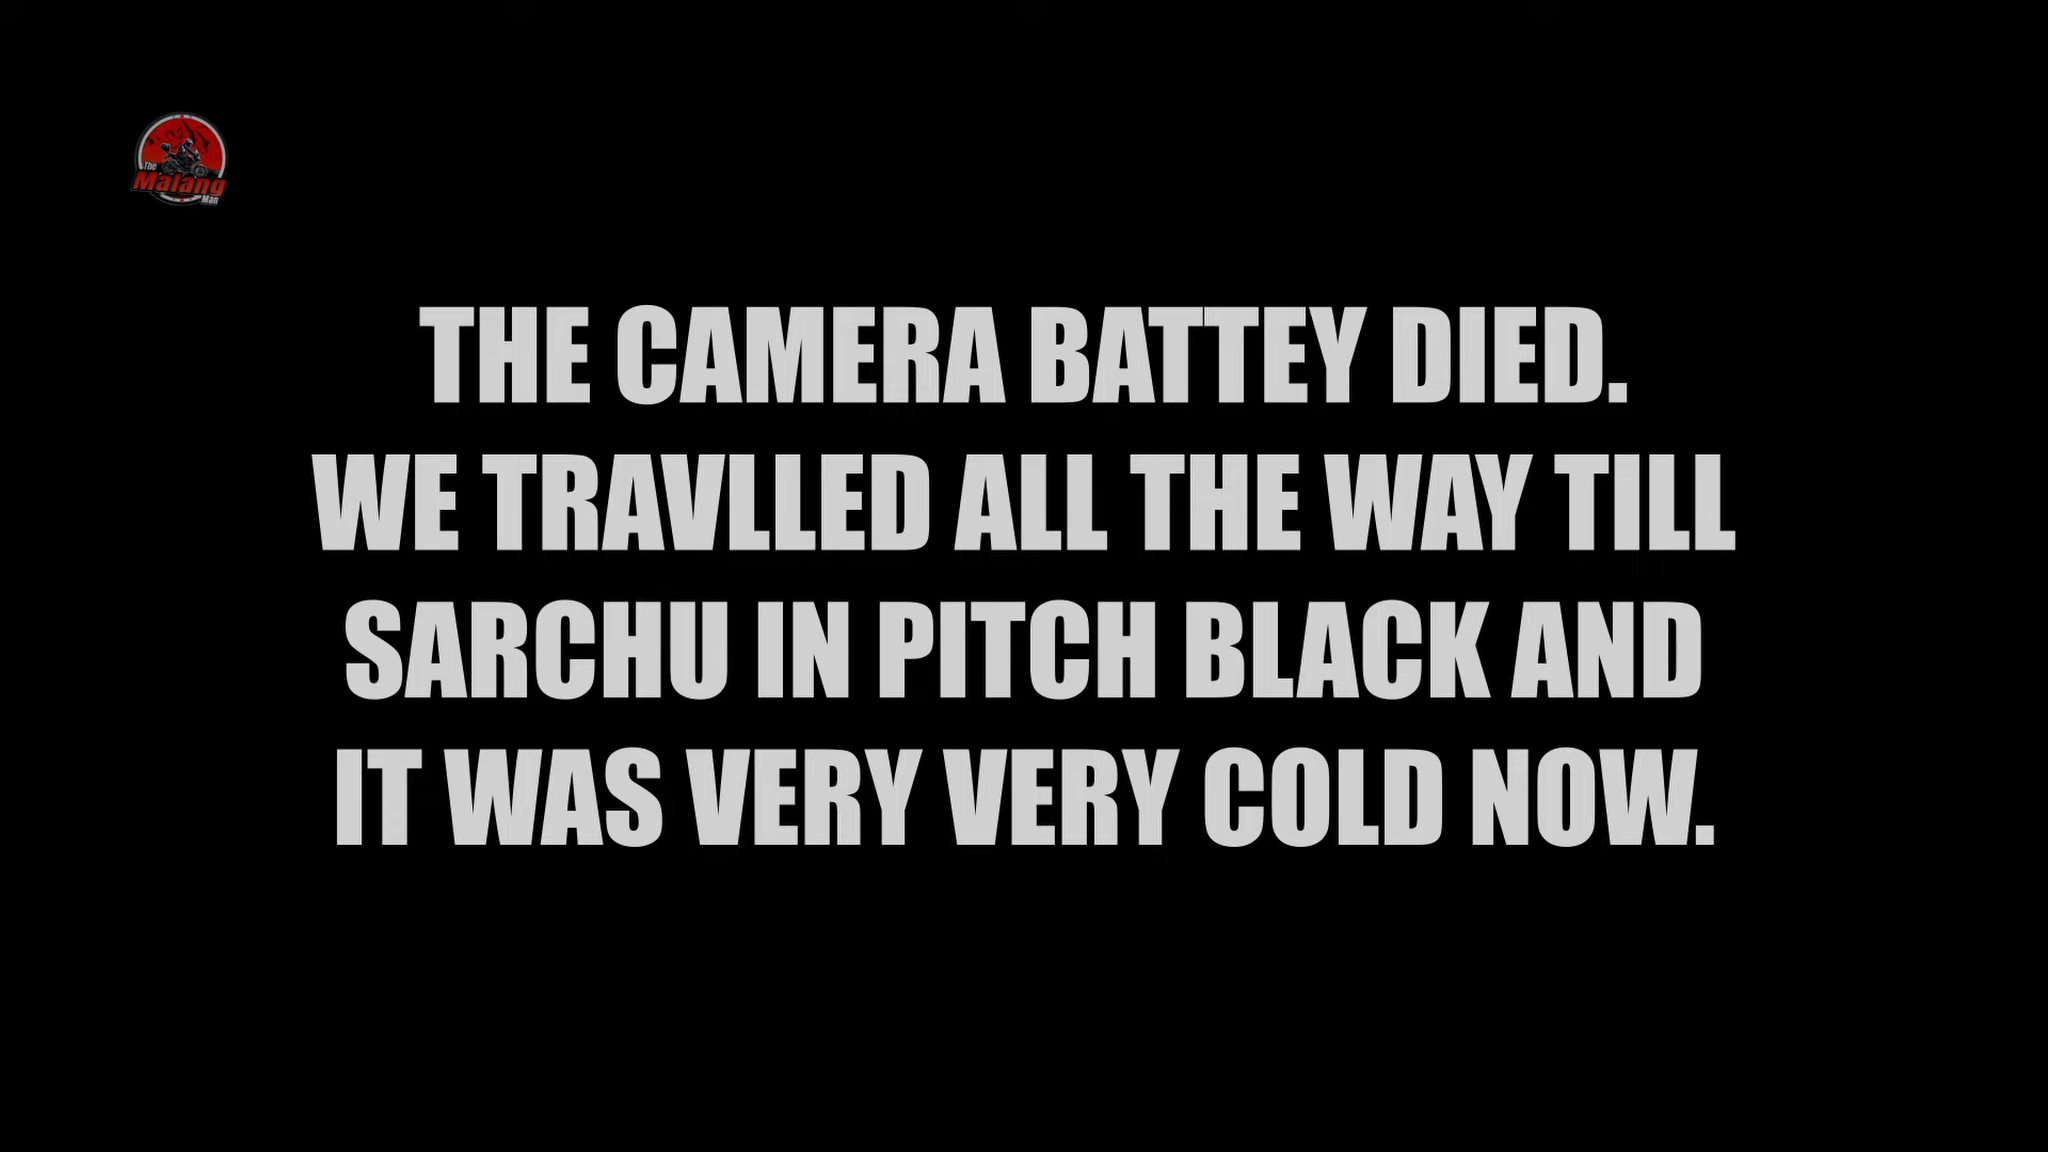 The
Malang
Man
THE CAMERA BATTEY DIED.
WE TRAVLLED ALL THE WAY TILL
SARCHU IN PITCH BLACK AND
IT WAS VERY VERY COLD NOW.